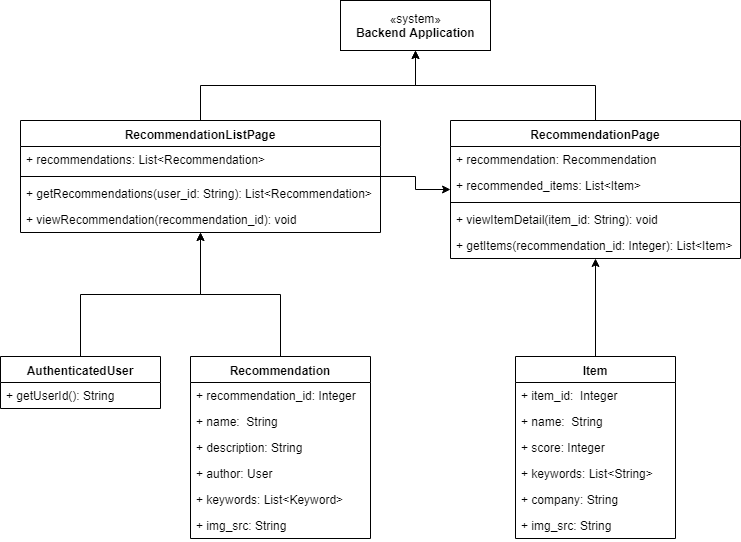 «system»
Backend Application
RecommendationListPage
+ recommendations: List<Recommendation>
+ getRecommendations(user_id: String): List<Recommendation>
+ viewRecommendation(recommendation_id): void
RecommendationPage
+ recommendation: Recommendation
+ recommended_items: List<Item>
+ viewItemDetail(item_id: String): void
+ getItems(recommendation_id: Integer): List<Item>
AuthenticatedUser
+ getUserId(): String
Recommendation
+ recommendation_id: Integer
+ name:  String
+ description: String
+ author: User
+ keywords: List<Keyword>
+ img_src: String
Item
+ item_id:  Integer
+ name:  String
+ score: Integer
+ keywords: List<String>
+ company: String
+ img_src: String